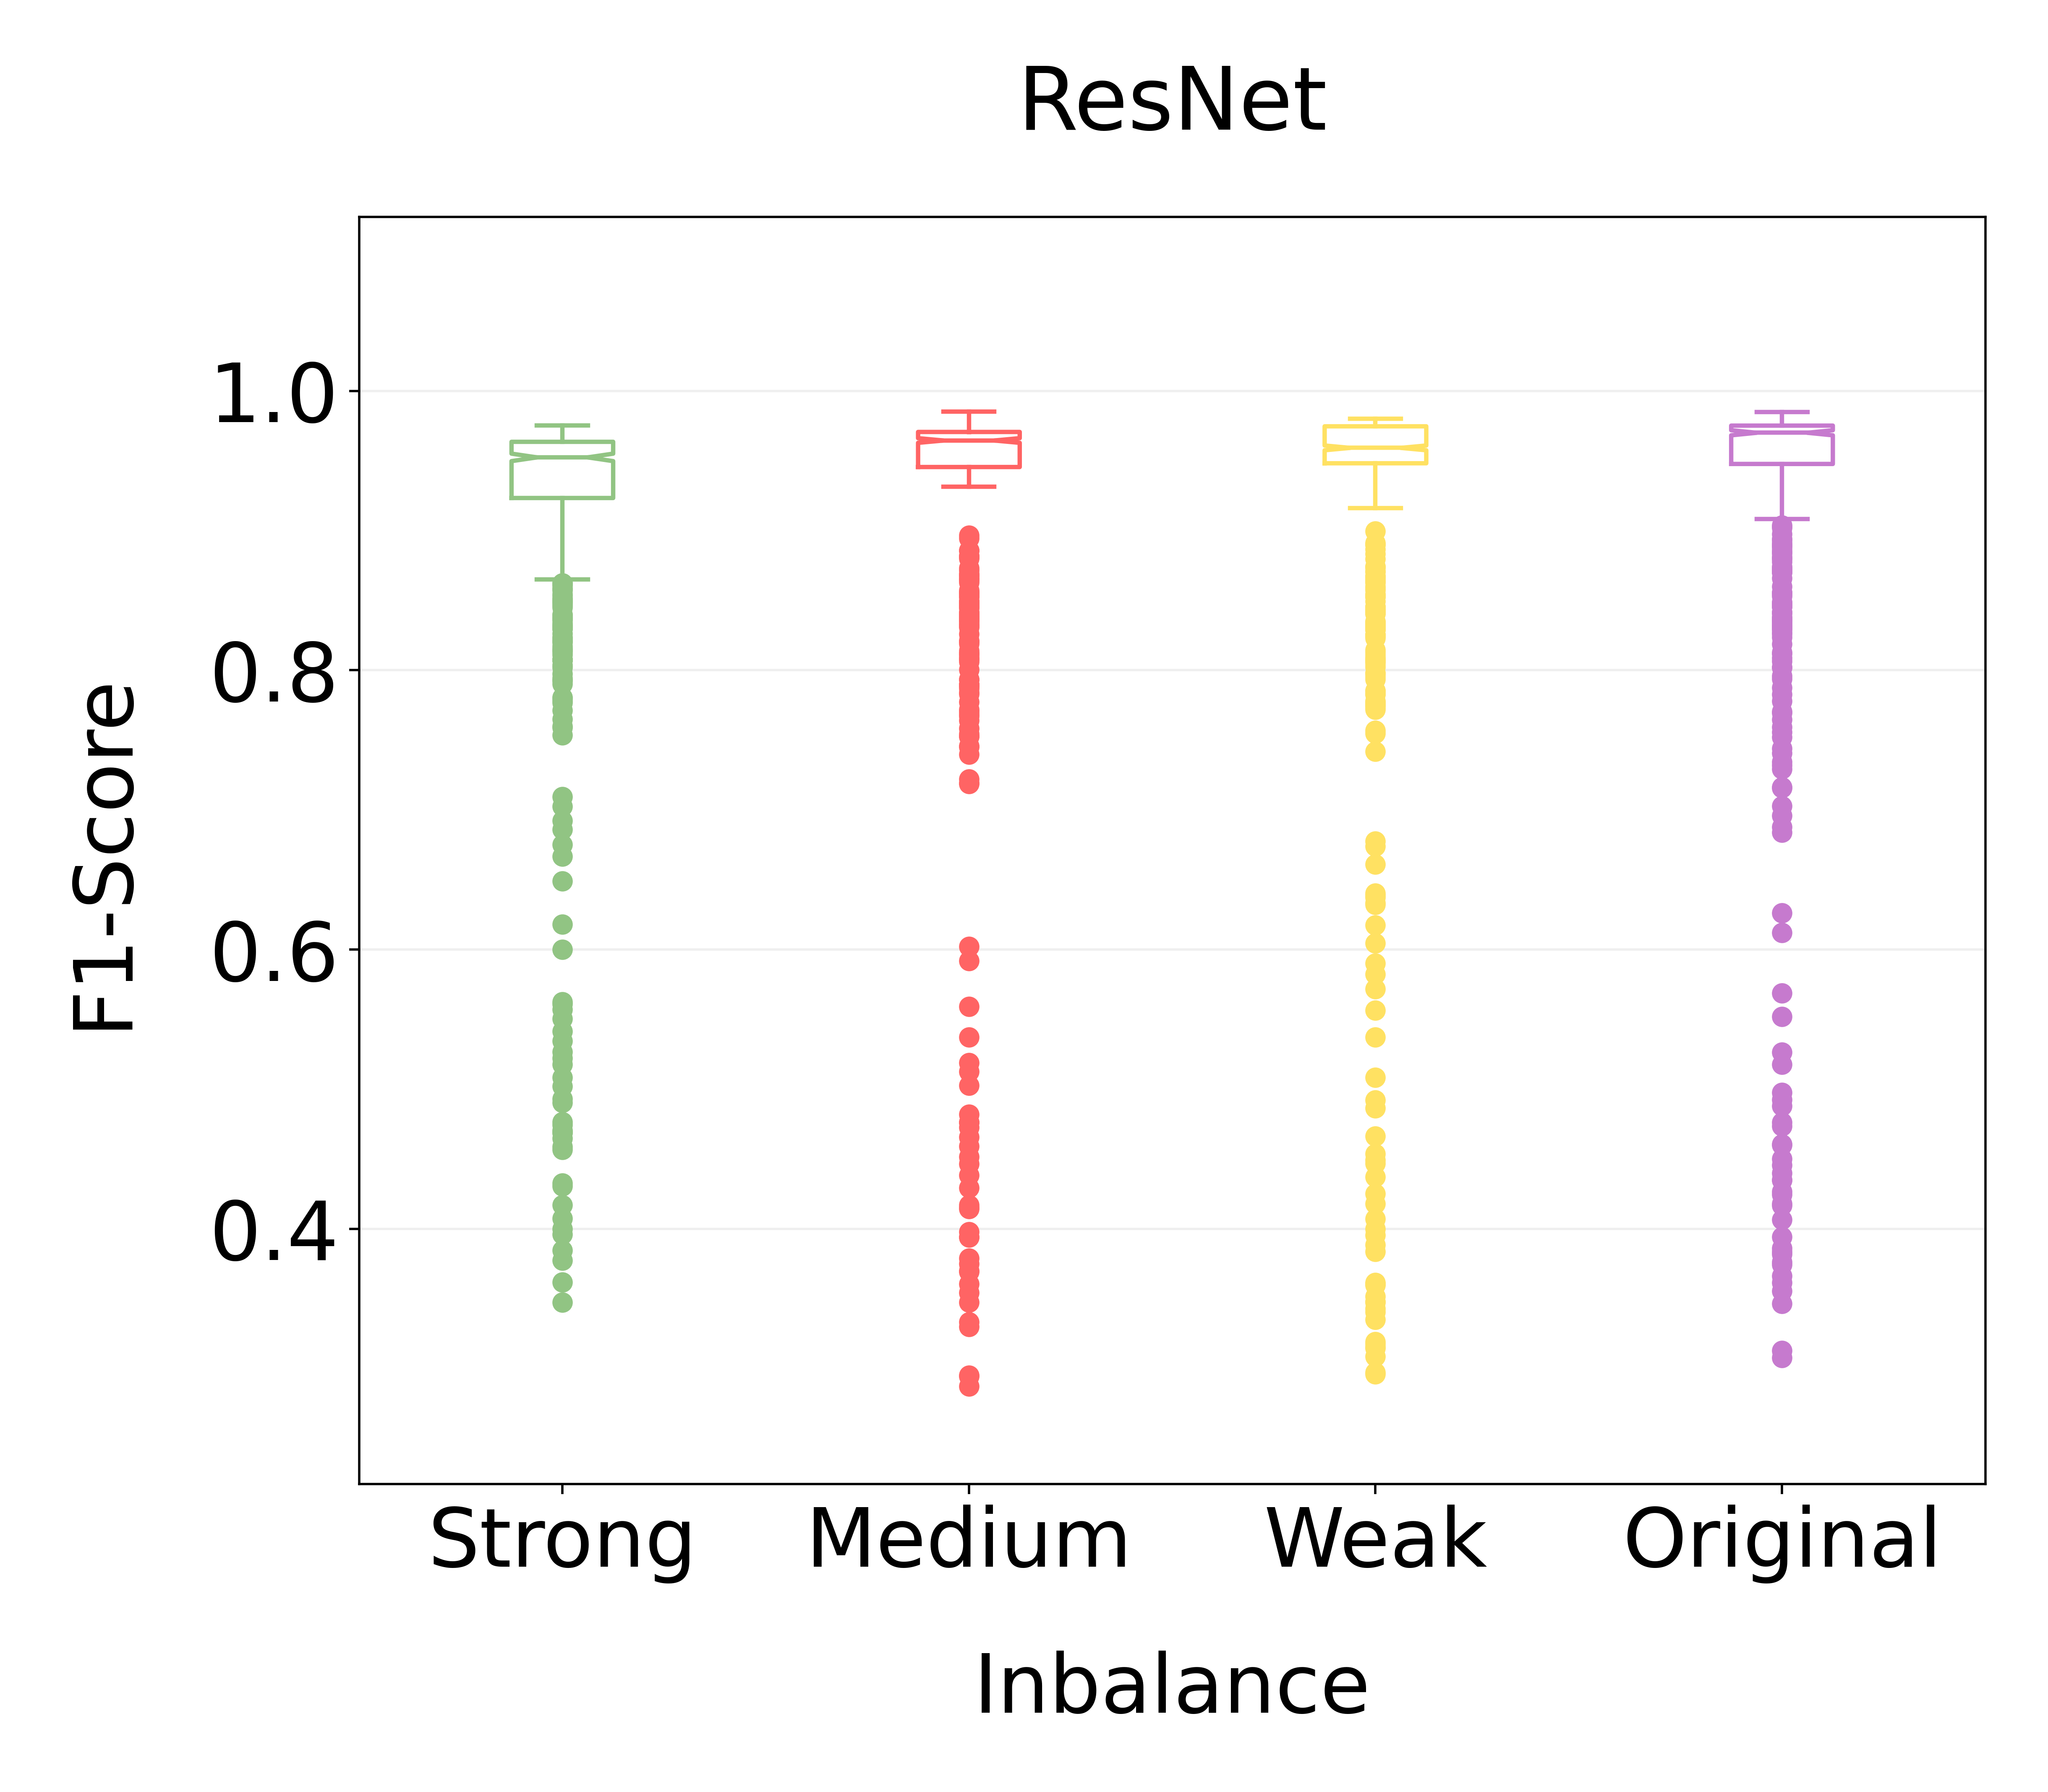 ResNet
1.0
0.8
0.6
0.4
F1-Score
Strong Medium Weak Original
Inbalance